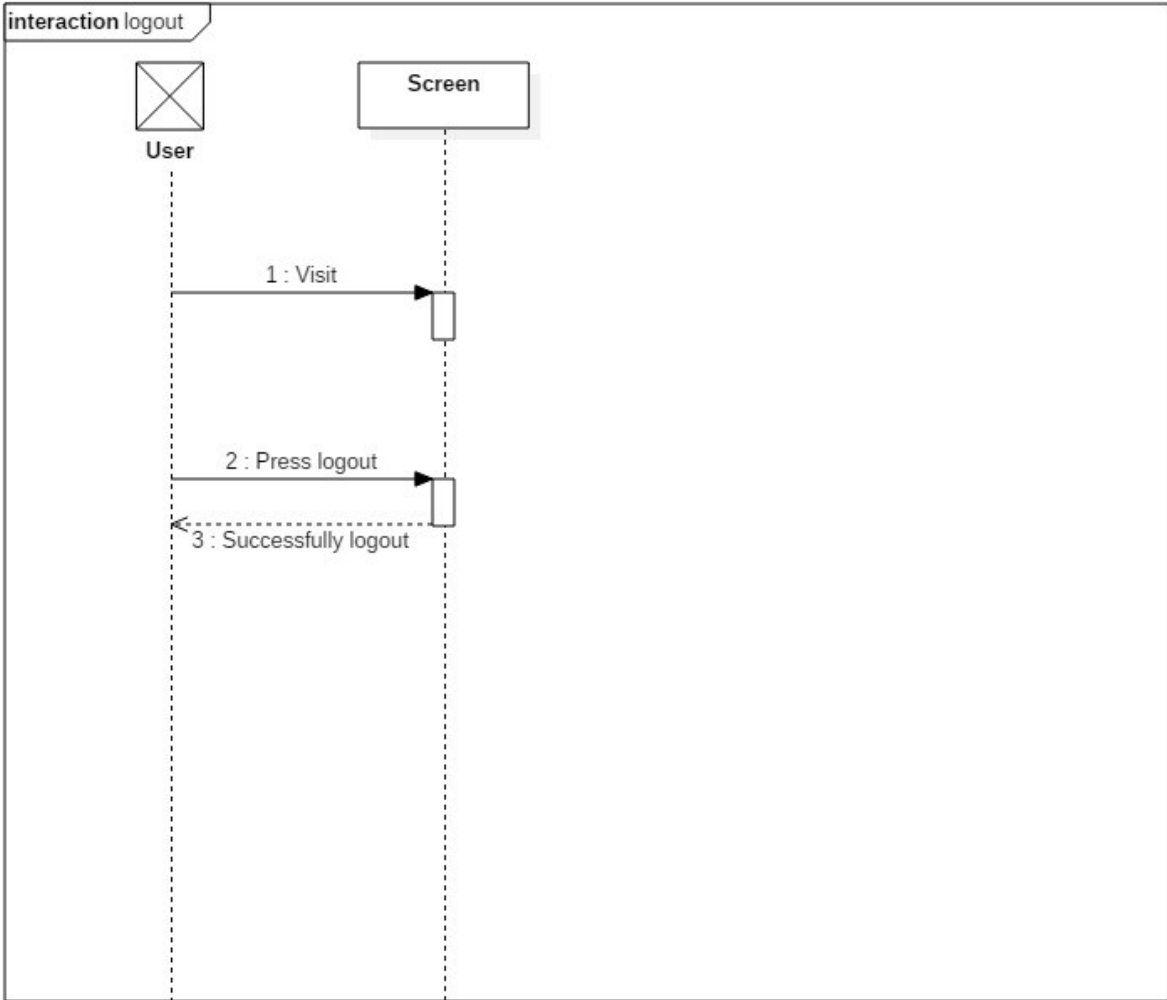 interaction logout
Screen
User
1 : Visit
2 : Press logout
3 : Successfully logout